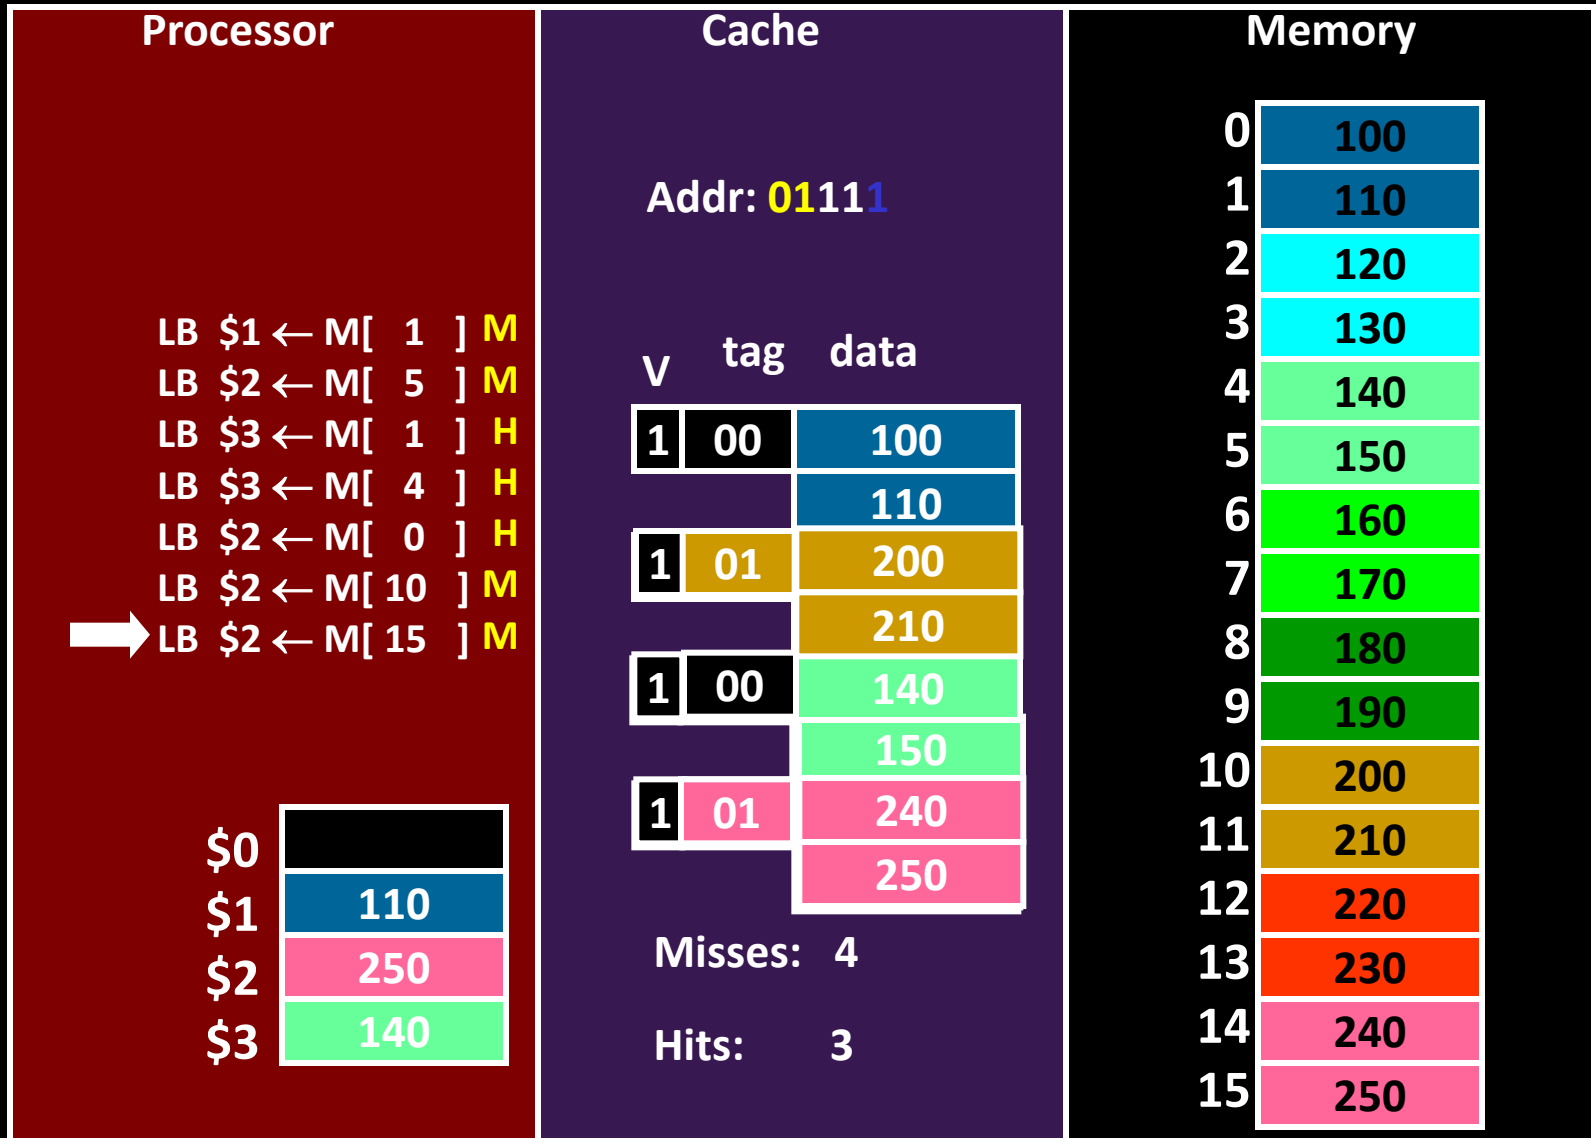 Processor
LB $1 ← M[ 1 ] M
LB $2 ← M[ 5 ] M
LB $3 ← M[ 1 ] H
LB $3 ← M[ 4 ] H
LB $2 ← M[ 0 ] H
LB $2 ← M[ 10 ] M
LB $2 ← M[ 15 ] M
$0
$1 110
$2 250
$3 140
Cache
Addr: 01111
V tag data
1 00 100
110
1 01 200
210
1 00 140
150
1 01 240
250
Misses: 4
Hits: 3
Memory
0 100
1 110
2 120
3 130
4 140
5 150
6 160
7 170
8 180
9 190
10 200
11 210
12 220
13 230
14 240
15 250